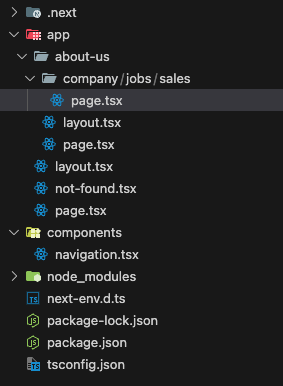 .next
app
about-us
company/jobs/sales
page.tsx
layout.tsx
page.tsx
layout.tsx
not-found.tsx
page.tsx
components
navigation.tsx
node_modules
TS next-env.d.ts
JS package-lock.json
JS package.json
TS tsconfig.json